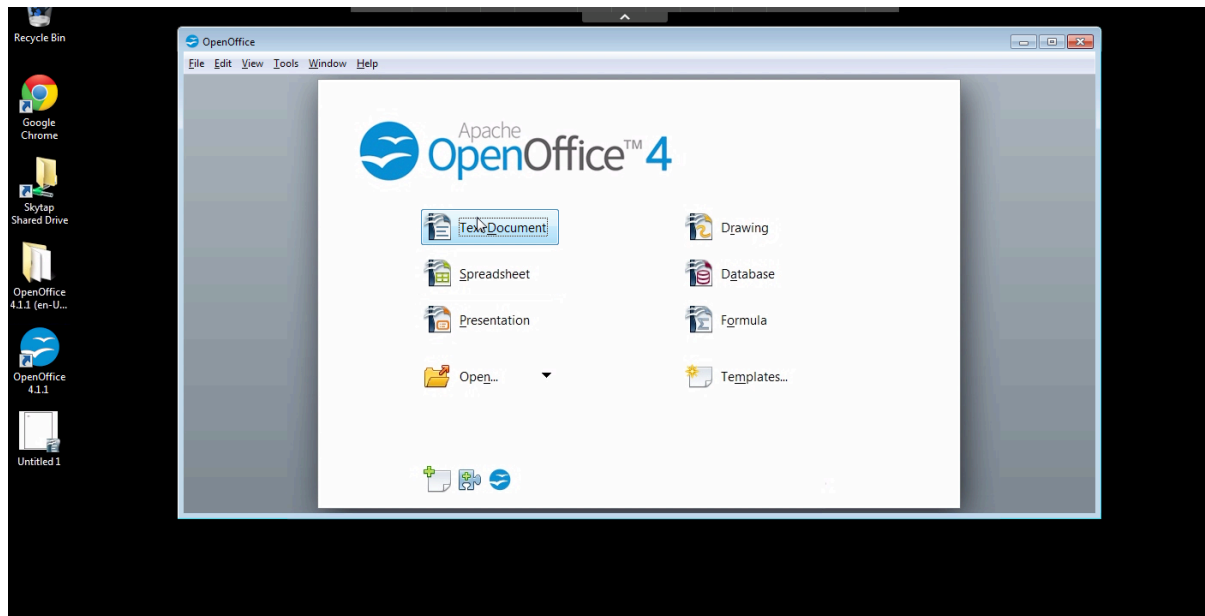 Recycle Bin
Google
Chrome
Skytap
Shared Drive
OpenOffice
4.1.1 (en-U...
OpenOffice
4.1.1
Untitled 1
OpenOffice
File Edit View Tools Window Help
Apache
OpenOffice™ 4
Text Document
Drawing
Spreadsheet
Database
Presentation
Formula
Open...
Templates...